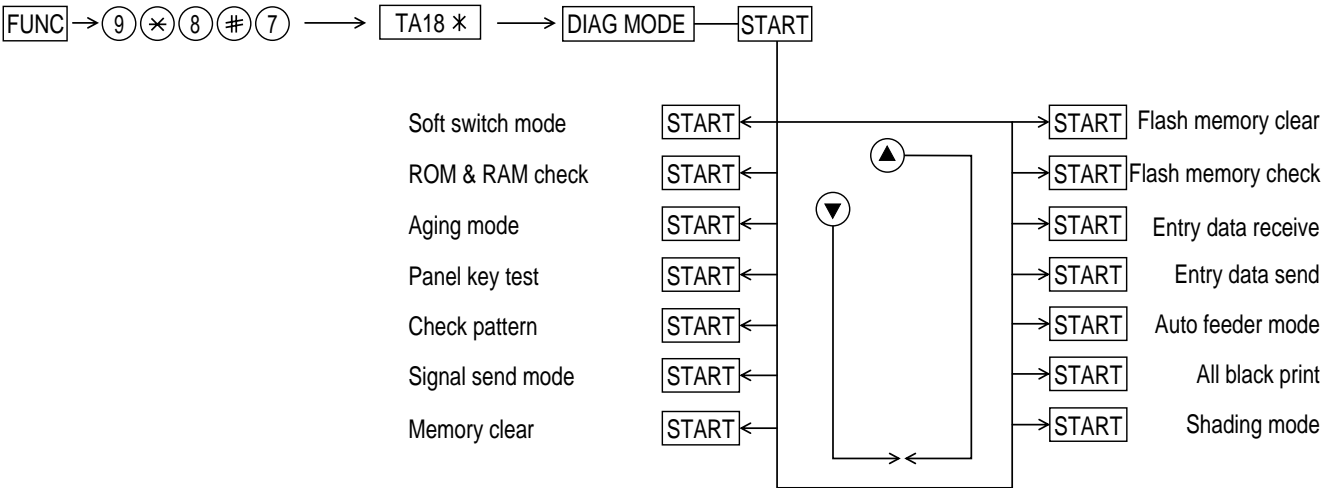 FUNC → 9 * 8 # 7 → TA18 * → DIAG MODE START
Soft switch mode START START Flash memory clear
ROM & RAM check START START Flash memory check
Aging mode START START Entry data receive
Panel key test START START Entry data send
Check pattern START START Auto feeder mode
Signal send mode START START All black print
Memory clear START START Shading mode